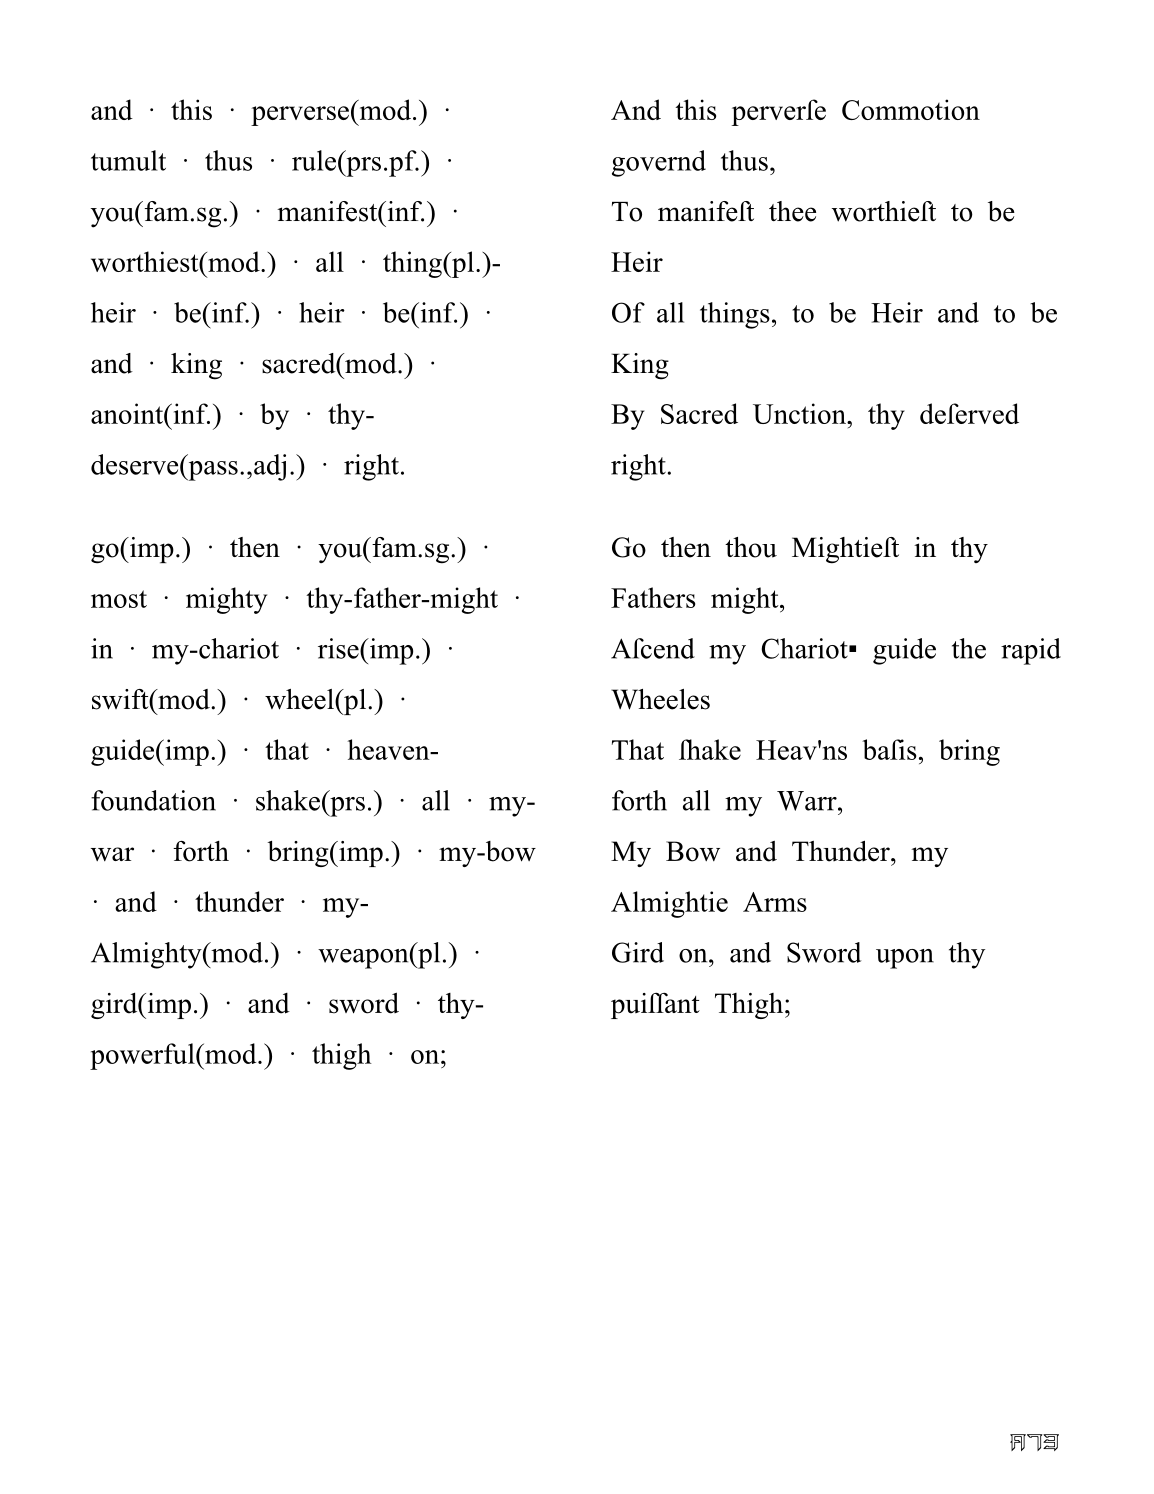 and · this · perverse(mod.) ·
tumult · thus · rule(prs.pf.) ·
you(fam.sg.) · manifest(inf.) ·
worthiest(mod.) · all · thing(pl.)-
heir · be(inf.) · heir · be(inf.) ·
and · king · sacred(mod.) ·
anoint(inf.) · by · thy-
deserve(pass.,adj.) · right.
go(imp.) · then · you(fam.sg.) ·
most · mighty · thy-father-might ·
in · my-chariot · rise(imp.) ·
swift(mod.) · wheel(pl.) ·
guide(imp.) · that · heaven-
foundation · shake(prs.) · all · my-
war · forth · bring(imp.) · my-bow
· and · thunder · my-
Almighty(mod.) · weapon(pl.) ·
gird(imp.) · and · sword · thy-
powerful(mod.) · thigh · on;
And this perverſe Commotion
governd thus,
To manifeſt thee worthieſt to be
Heir
Of all things, to be Heir and to be
King
By Sacred Unction, thy deſerved
right.
Go then thou Mightieſt in thy
Fathers might,
Aſcend my Chariot▪ guide the rapid
Wheeles
That ſhake Heav'ns baſis, bring
forth all my Warr,
My Bow and Thunder, my
Almightie Arms
Gird on, and Sword upon thy
puiſſant Thigh;